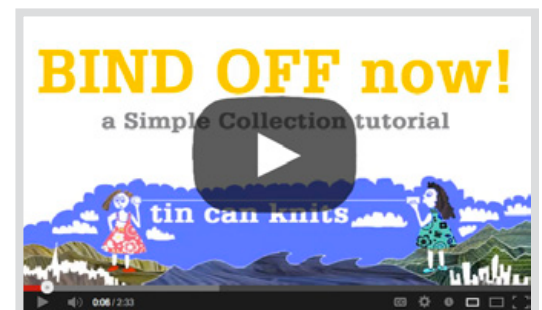 BIND OFF now!
a Simple Collection tutorial
tin can knits
0:06 / 2:33